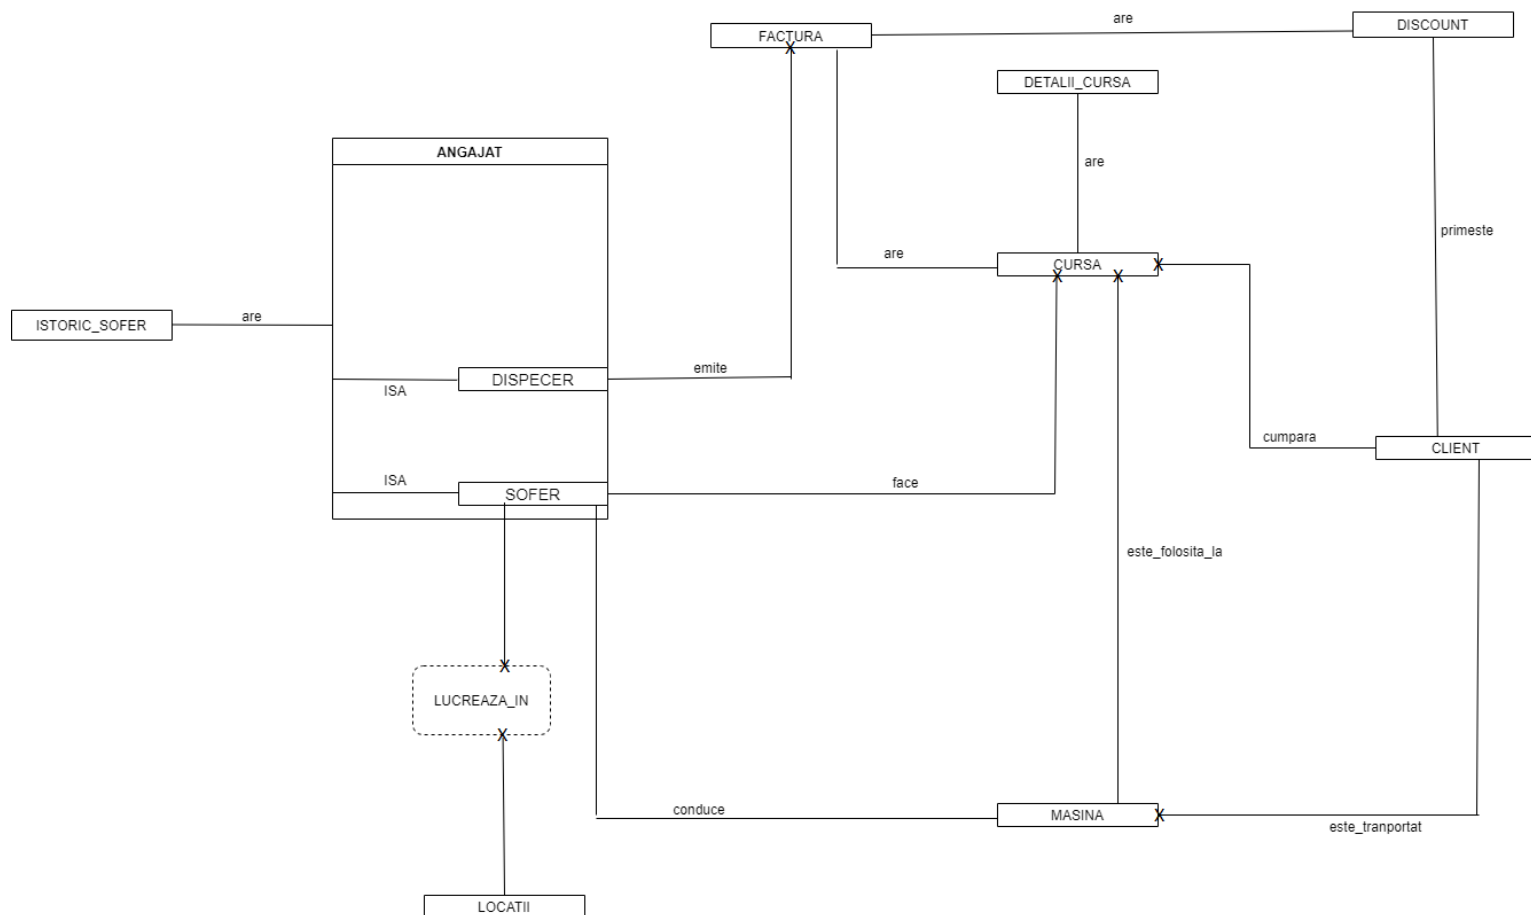 are
DISCOUNT
FACTURA
X
DETALII_CURSA
ANGAJAT
are
primeste
are
CURSA
X
X
X
ISTORIC_SOFER
are
emite
DISPECER
ISA
cumpara
CLIENT
ISA
SOFER
face
este_folosita_la
X
LUCREAZA_IN
X
conduce
MASINA
X
este_tranportat
LOCATII